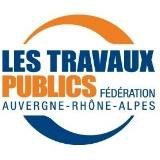 LES TRAVAUX
PUBLICS FÉDÉRATION
AUVERGNE-RHÔNE-ALPES